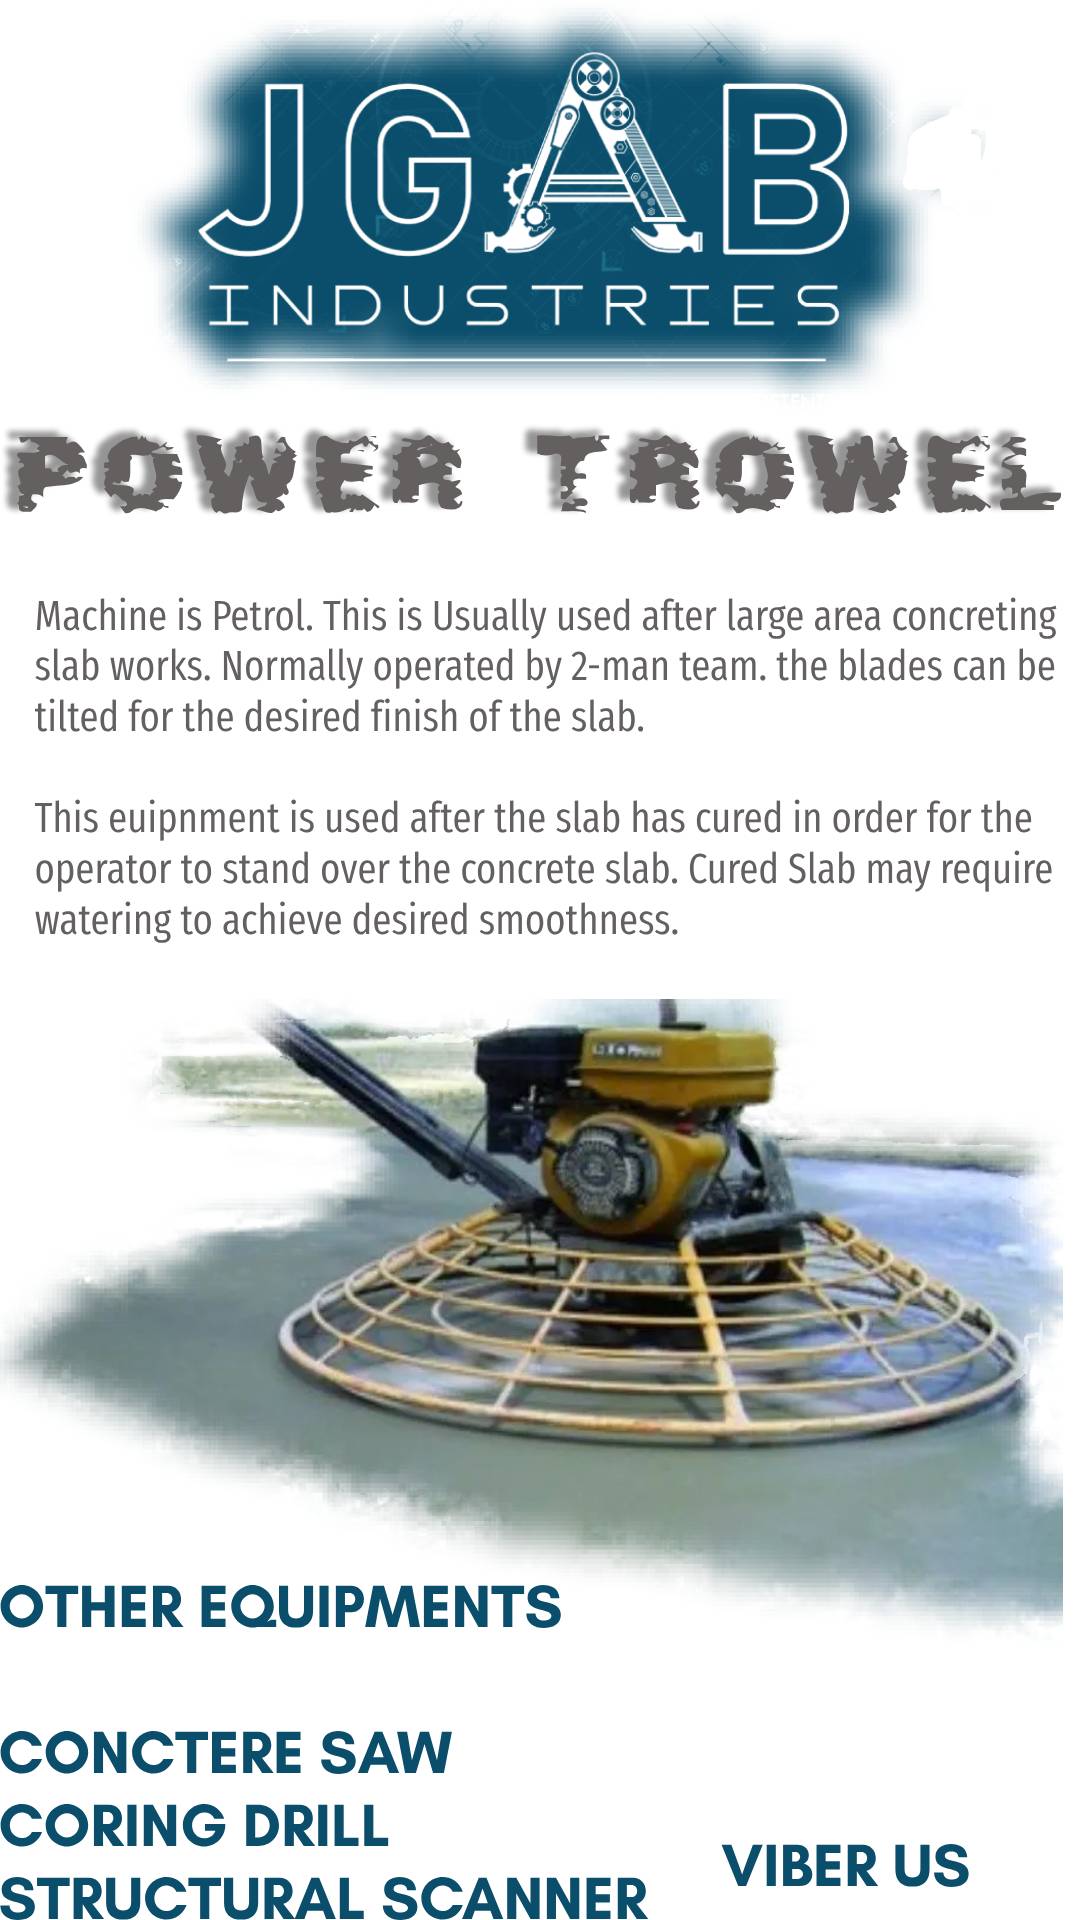 JGAB
INDUSTRIES
POWER TROWEL
Machine is Petrol. This is Usually used after large area concreting
slab works. Normally operated by 2-man team. the blades can be
tilted for the desired finish of the slab.
This euipnment is used after the slab has cured in order for the
operator to stand over the concrete slab. Cured Slab may require
watering to achieve desired smoothness.
OTHER EQUIPMENTS
CONCTERE SAW
CORING DRILL
STRUCTURAL SCANNER
VIBER US